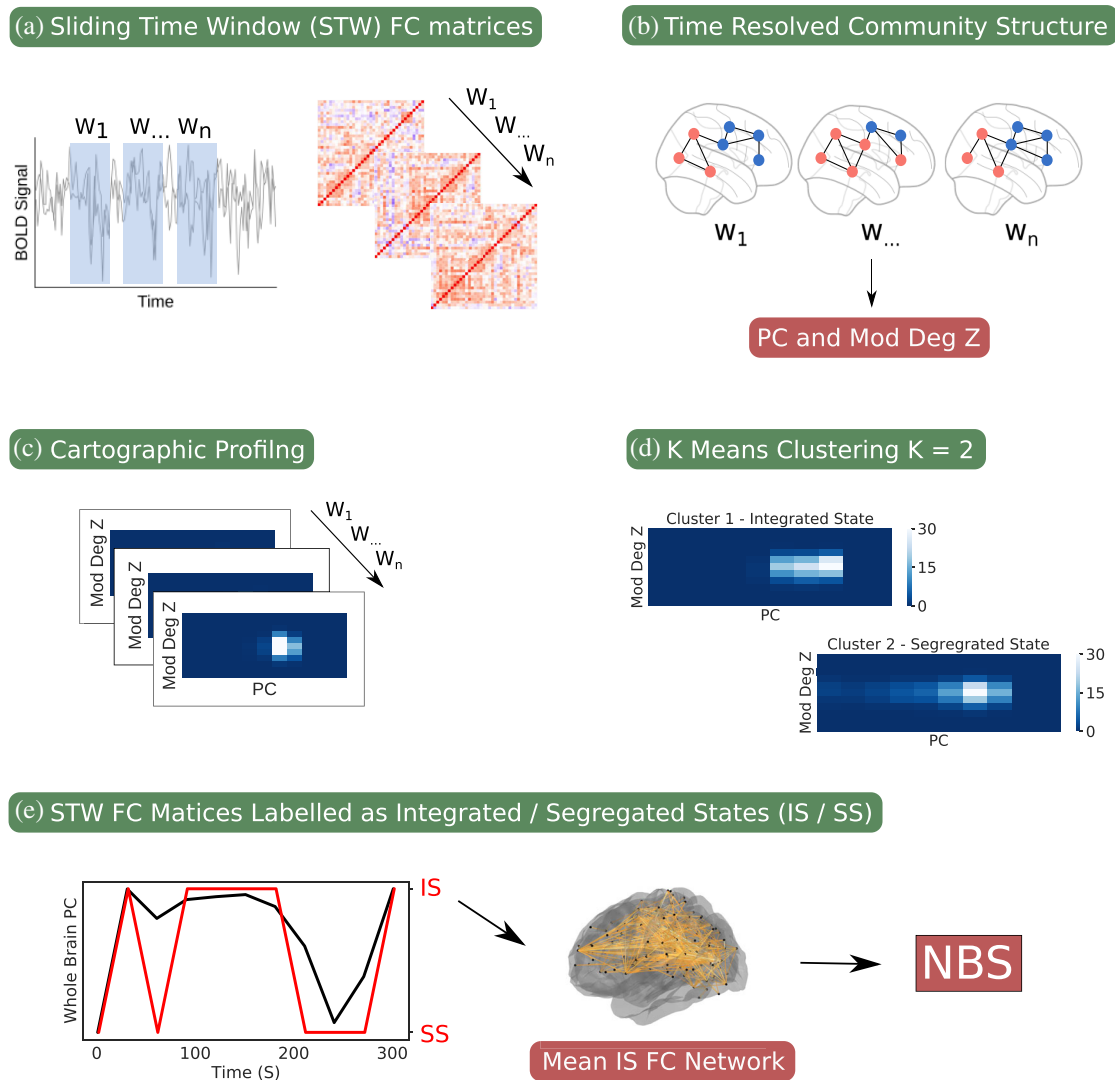 (a) Sliding Time Window (STW) FC matrices
W1 W... Wn
BOLD Signal
Time
W1
W...
Wn
(b) Time Resolved Community Structure
W1 W... Wn
PC and Mod Deg Z
(c) Cartographic Profilng
W1
W...
Wn
Mod Deg Z
Mod Deg Z
Mod Deg Z
PC
(d) K Means Clustering K = 2
Cluster 1 - Integrated State
Mod Deg Z
PC
30
15
0
Cluster 2 - Segregrated State
Mod Deg Z
PC
30
15
0
(e) STW FC Matices Labelled as Integrated / Segregated States (IS / SS)
Whole Brain PC
IS
SS
0 100 200 300
Time (S)
Mean IS FC Network
NBS